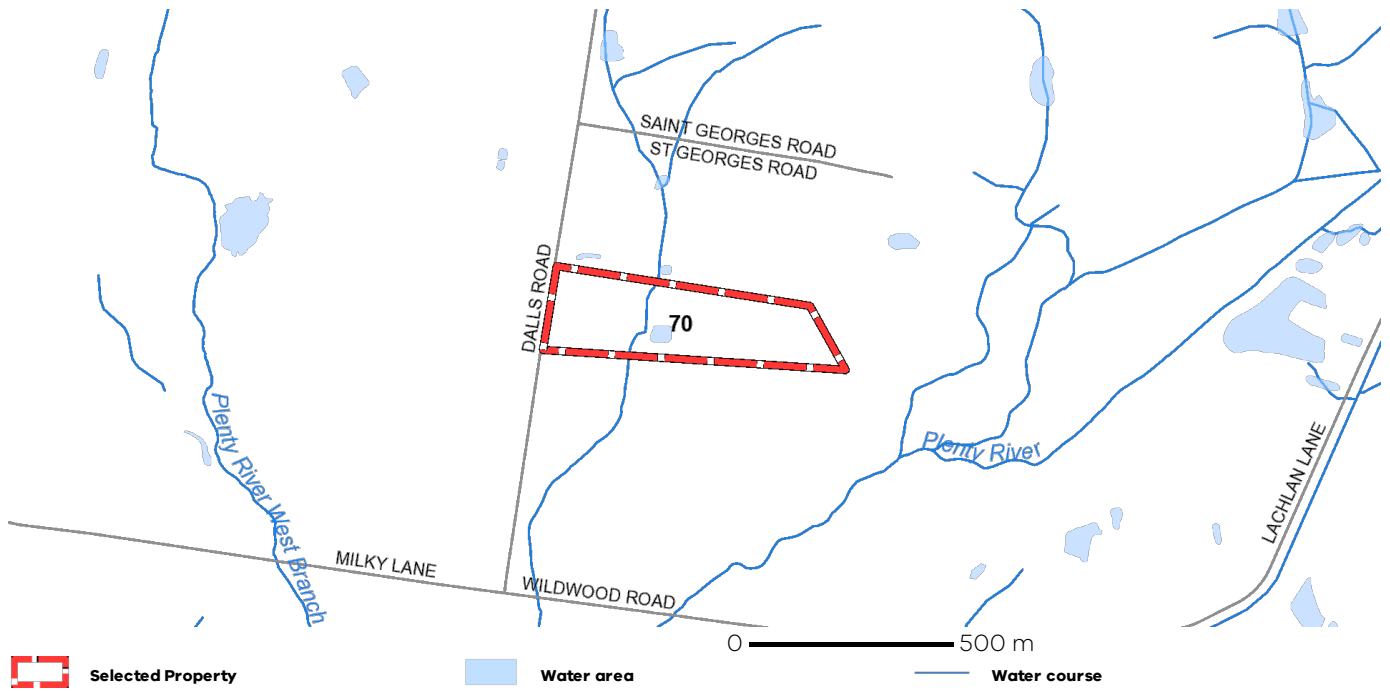 SAINT GEORGES ROAD
ST GEORGES ROAD
DALLS ROAD
70
Plenty River West Branch
Plenty River
LACHLAN LANE
MILKY LANE
WILDWOOD ROAD
0 500 m
Selected Property
Water area
Water course